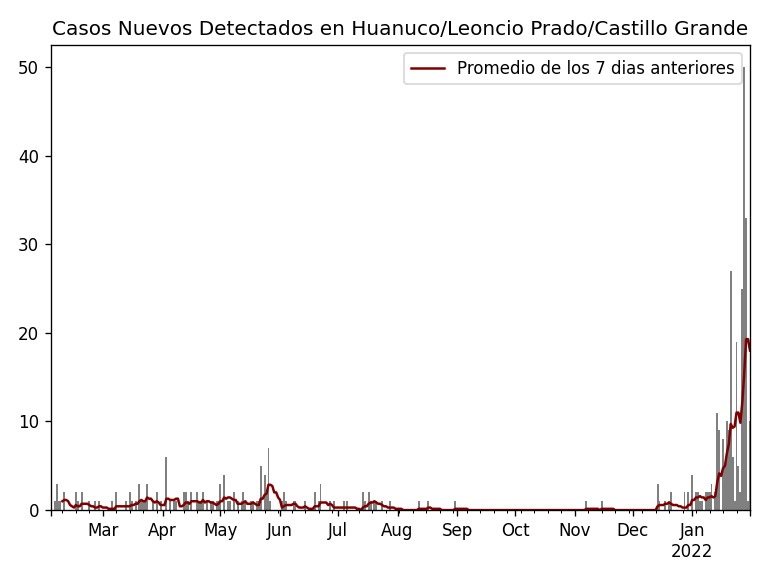 Casos Nuevos Detectados en Huanuco/Leoncio Prado/Castillo Grande
Promedio de los 7 dias anteriores
50
40
30
20
10
0
Mar Apr May Jun Jul Aug Sep Oct Nov Dec Jan
2022